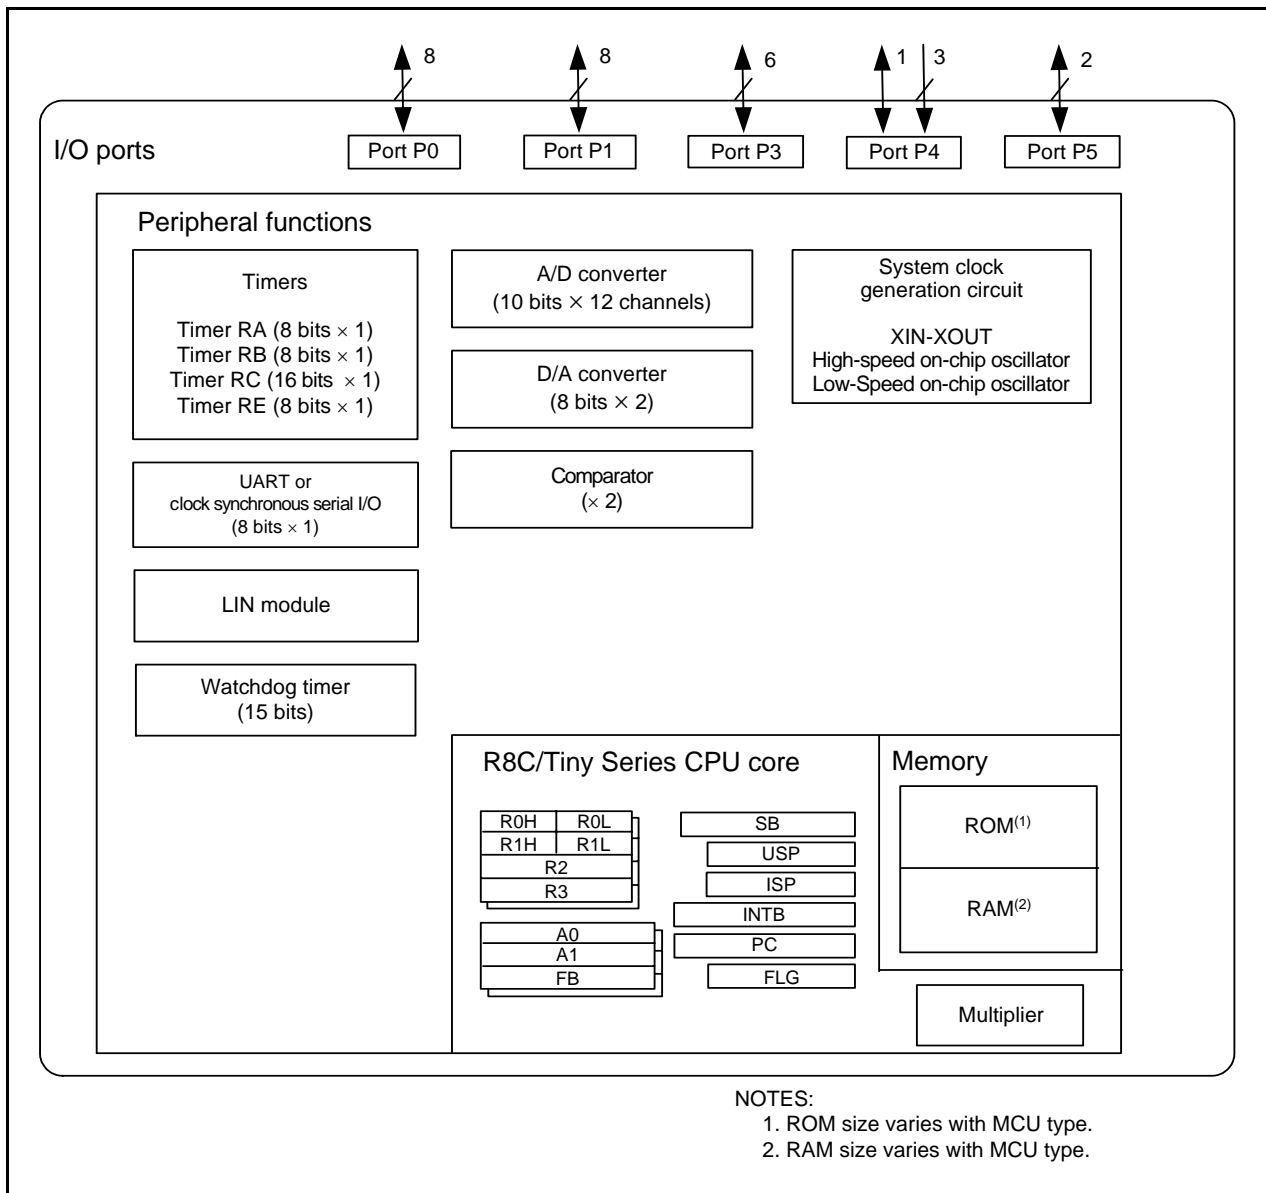 8
8
6
1
3
2
I/O ports
Port P0
Port P1
Port P3
Port P4
Port P5
Peripheral functions
Timers
Timer RA (8 bits × 1)
Timer RB (8 bits × 1)
Timer RC (16 bits × 1)
Timer RE (8 bits × 1)
A/D converter
(10 bits × 12 channels)
System clock
generation circuit
XIN-XOUT
High-speed on-chip oscillator
Low-Speed on-chip oscillator
D/A converter
(8 bits × 2)
UART or
clock synchronous serial I/O
(8 bits × 1)
Comparator
(× 2)
LIN module
Watchdog timer
(15 bits)
R8C/Tiny Series CPU core
R0H
R0L
R1H
R1L
R2
R3
A0
A1
FB
SB
USP
ISP
INTB
PC
FLG
Memory
ROM(1)
RAM(2)
Multiplier
NOTES:
1. ROM size varies with MCU type.
2. RAM size varies with MCU type.